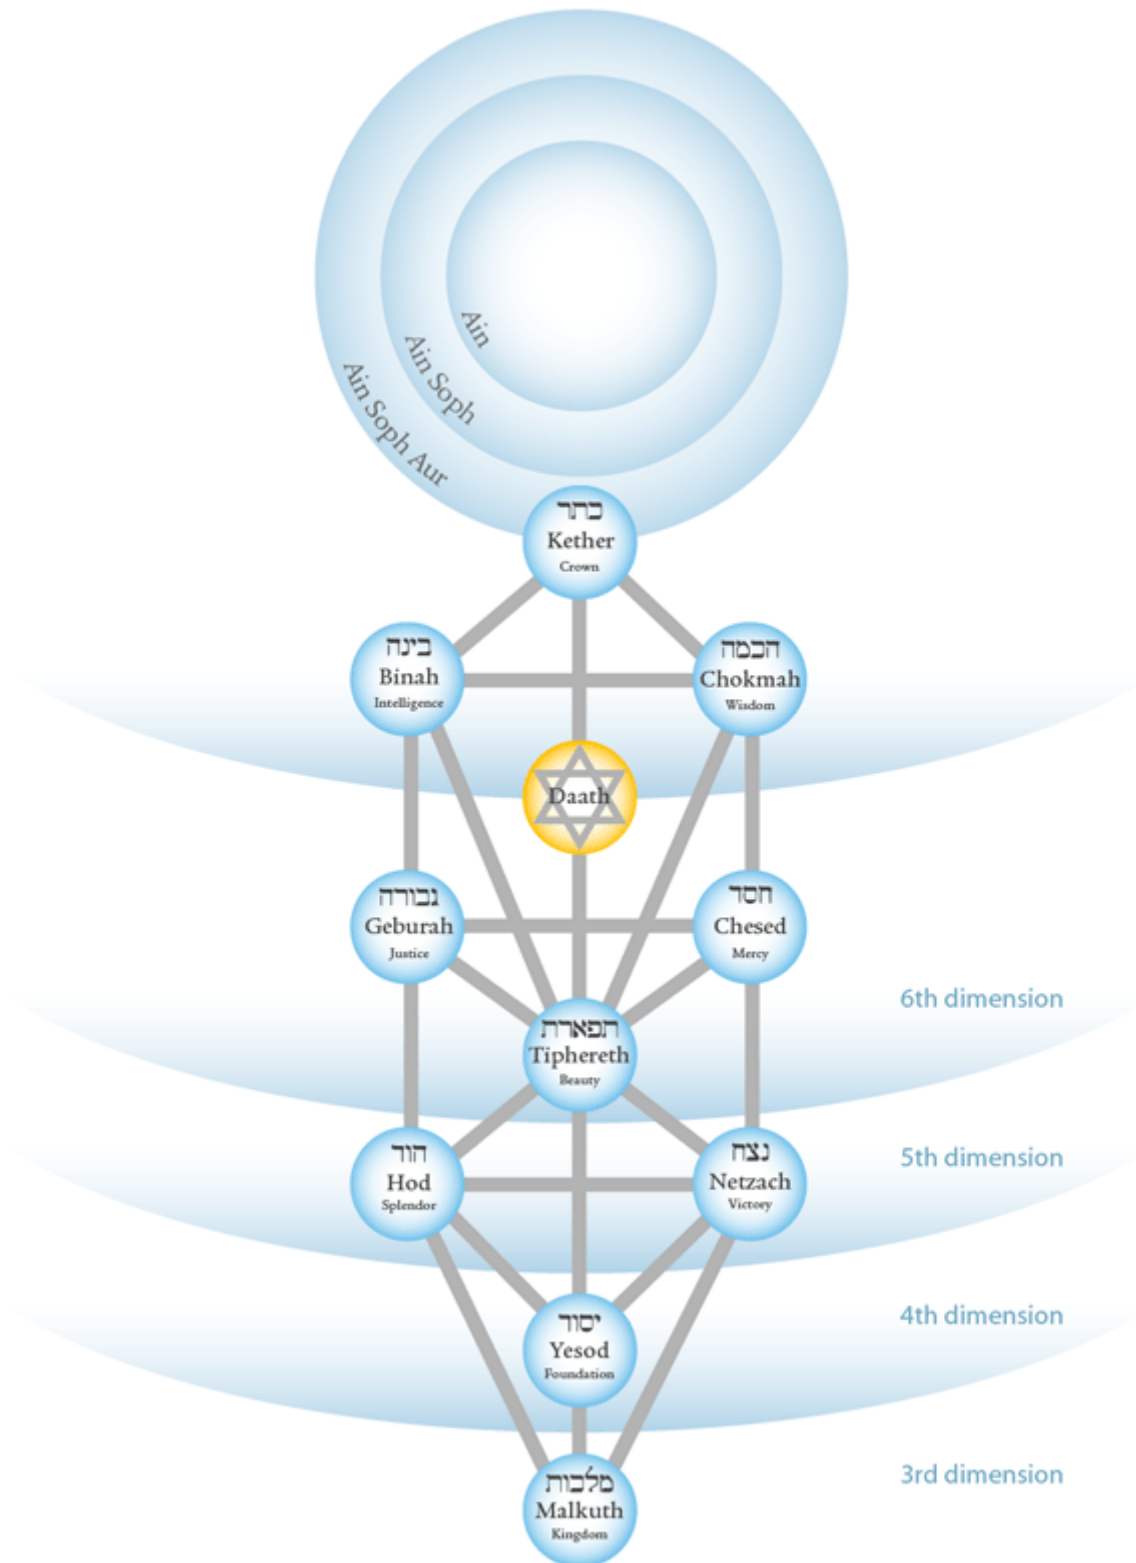 Ain
Ain Soph
Ain Soph Aur
כתר
Kether
Crown
בינה
Binah
Intelligence
הכמה
Chokmah
Wisdom
Daath
גבורה
Geburah
Justice
חסד
Chesed
Mercy
6th dimension
תפארת
Tiphereth
Beauty
5th dimension
הוד
Hod
Splendor
נצח
Netzach
Victory
4th dimension
יסוד
Yesod
Foundation
3rd dimension
מלכות
Malkuth
Kingdom